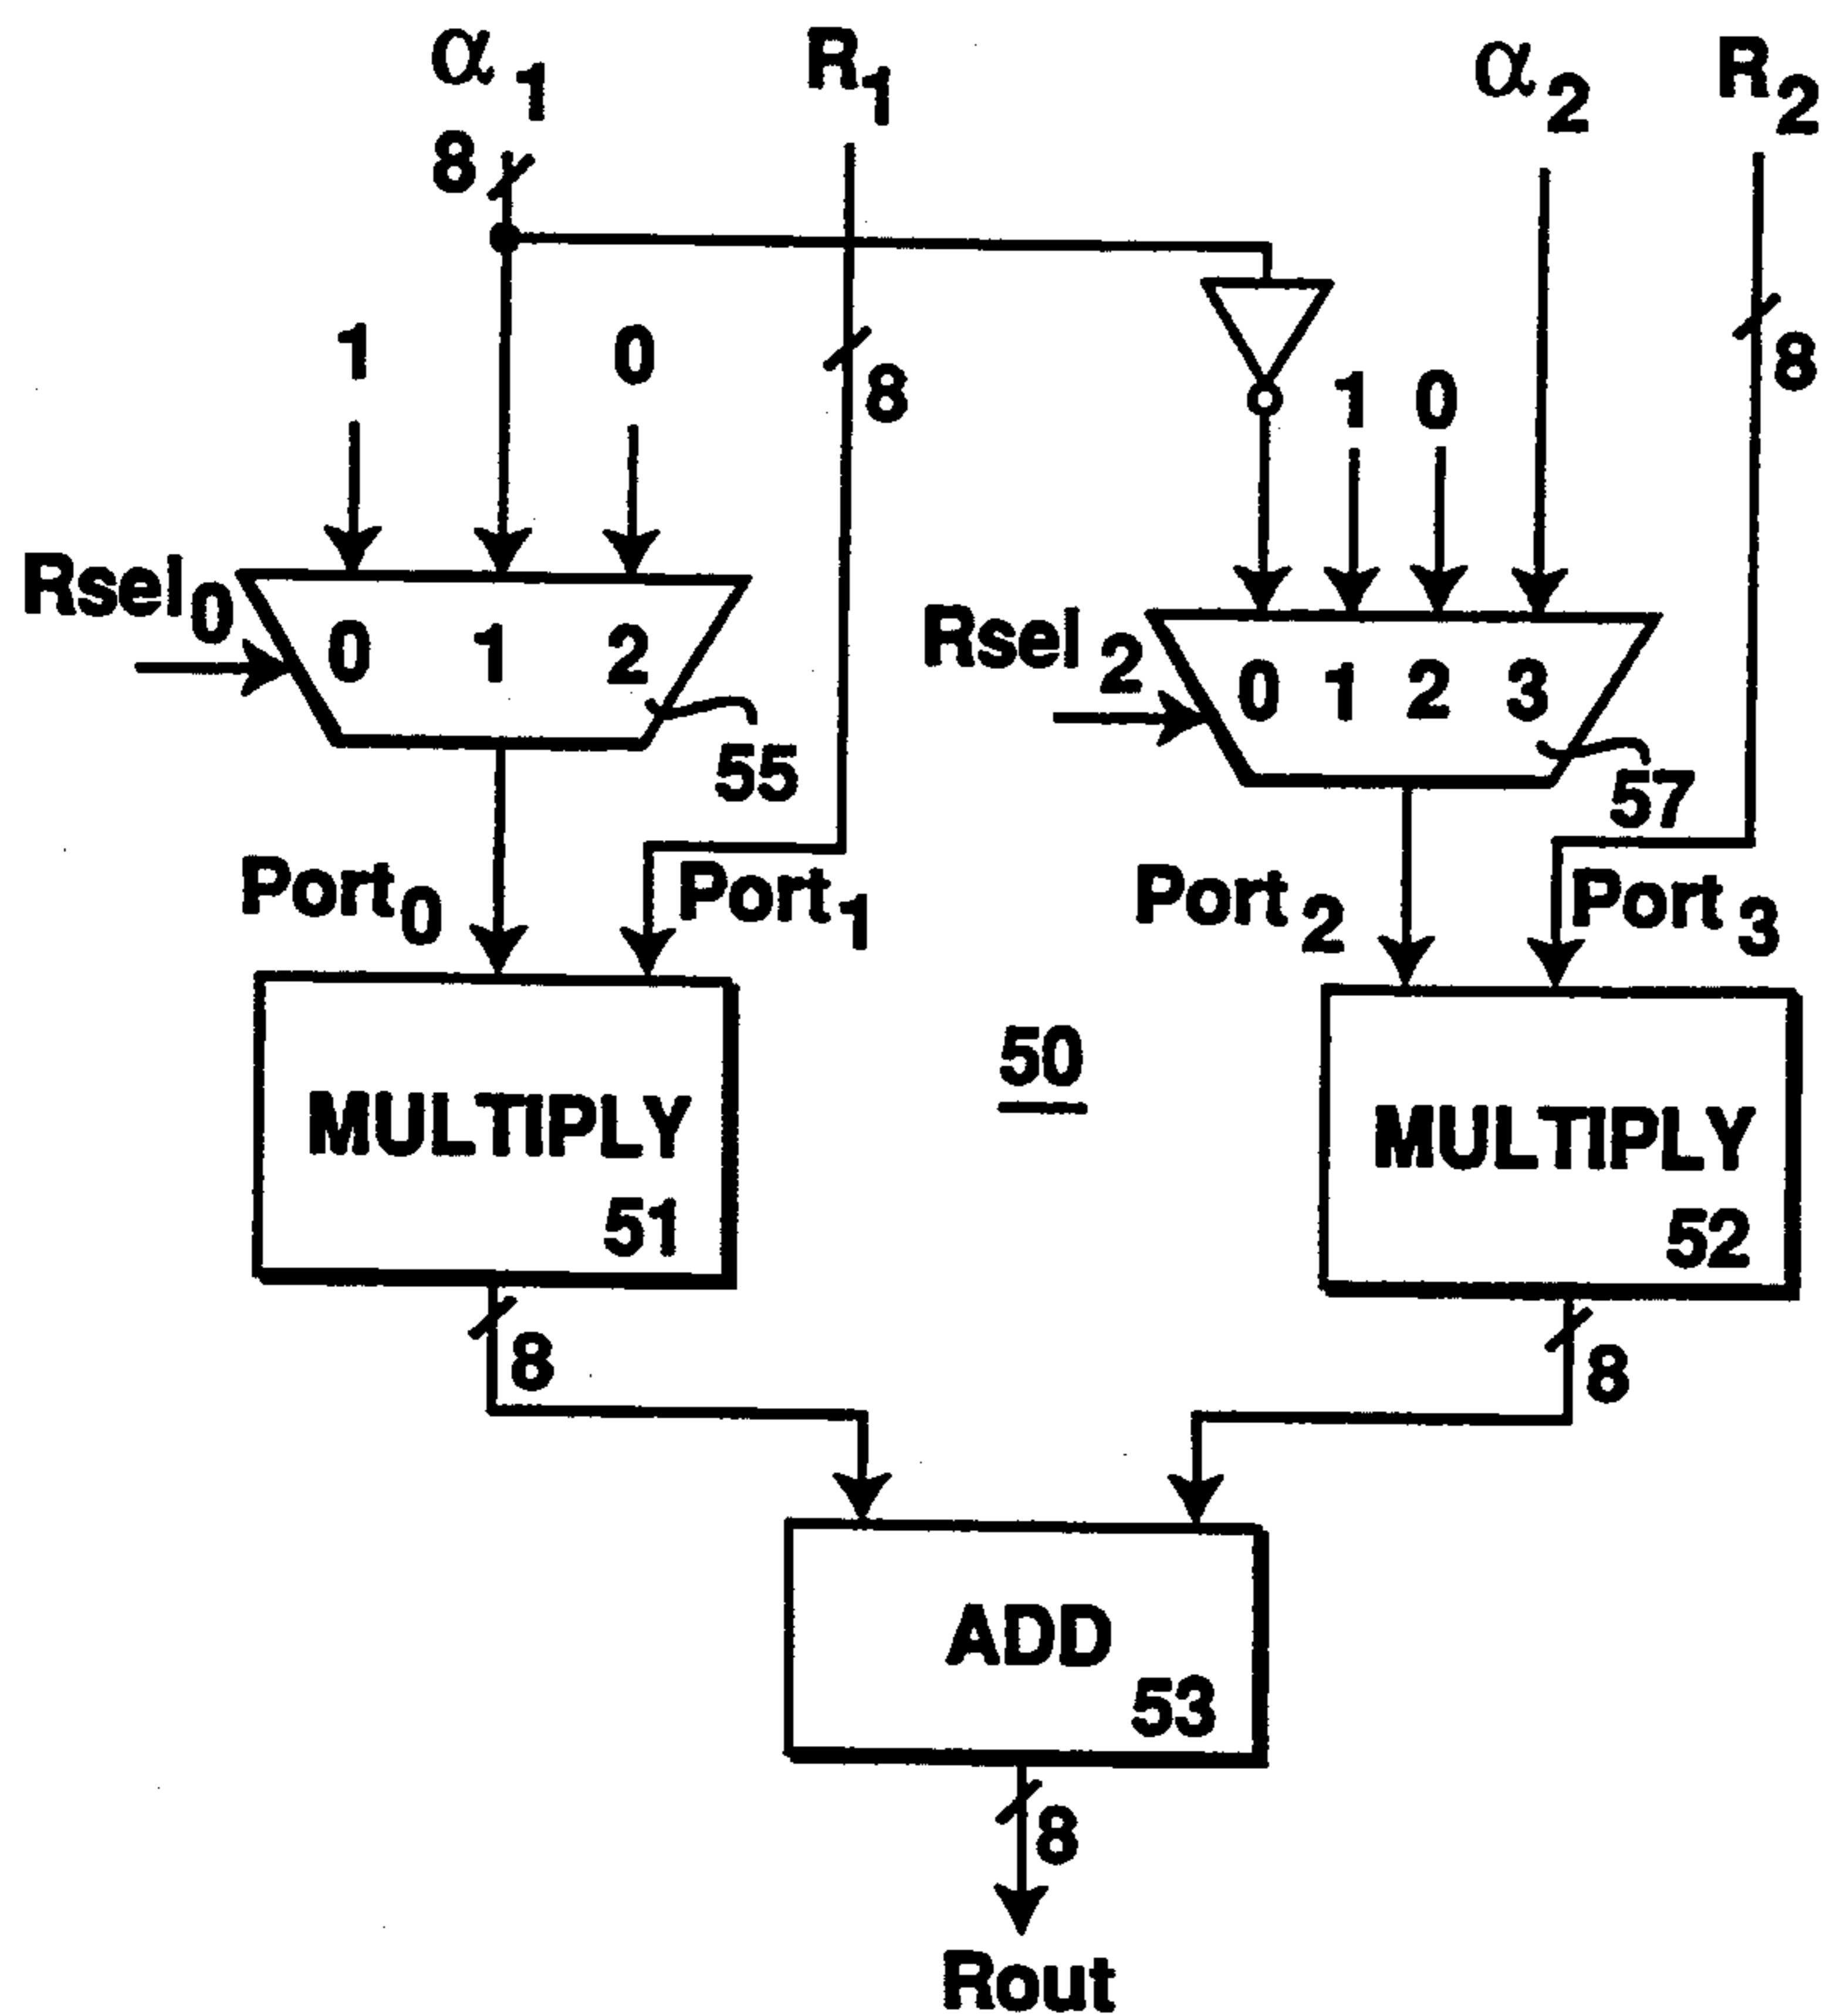 α1 R1 α2 R2
8
8
8
1 0
1 0
Rsel0
0 1 2
Rsel2
0 1 2 3
55
57
Port0 Port1 Port2 Port3
50
MULTIPLY
51
MULTIPLY
52
8
8
ADD
53
8
Rout